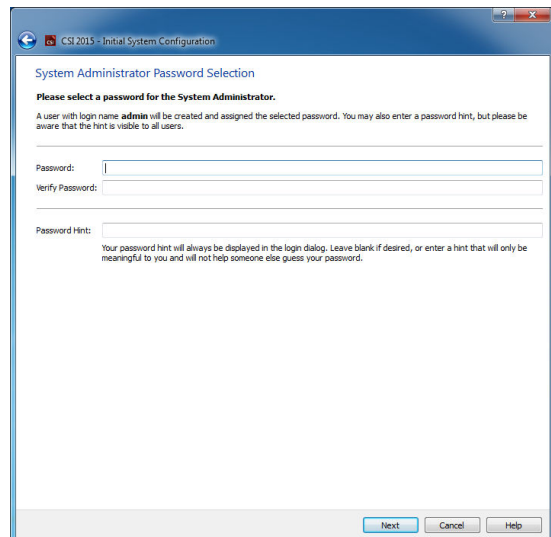 CSI 2015 - Initial System Configuration
System Administrator Password Selection
Please select a password for the System Administrator.
A user with login name admin will be created and assigned the selected password. You may also enter a password hint, but please be
aware that the hint is visible to all users.
Password:
Verify Password:
Password Hint:
Your password hint will always be displayed in the login dialog. Leave blank if desired, or enter a hint that will only be
meaningful to you and will not help someone else guess your password.
Next Cancel Help